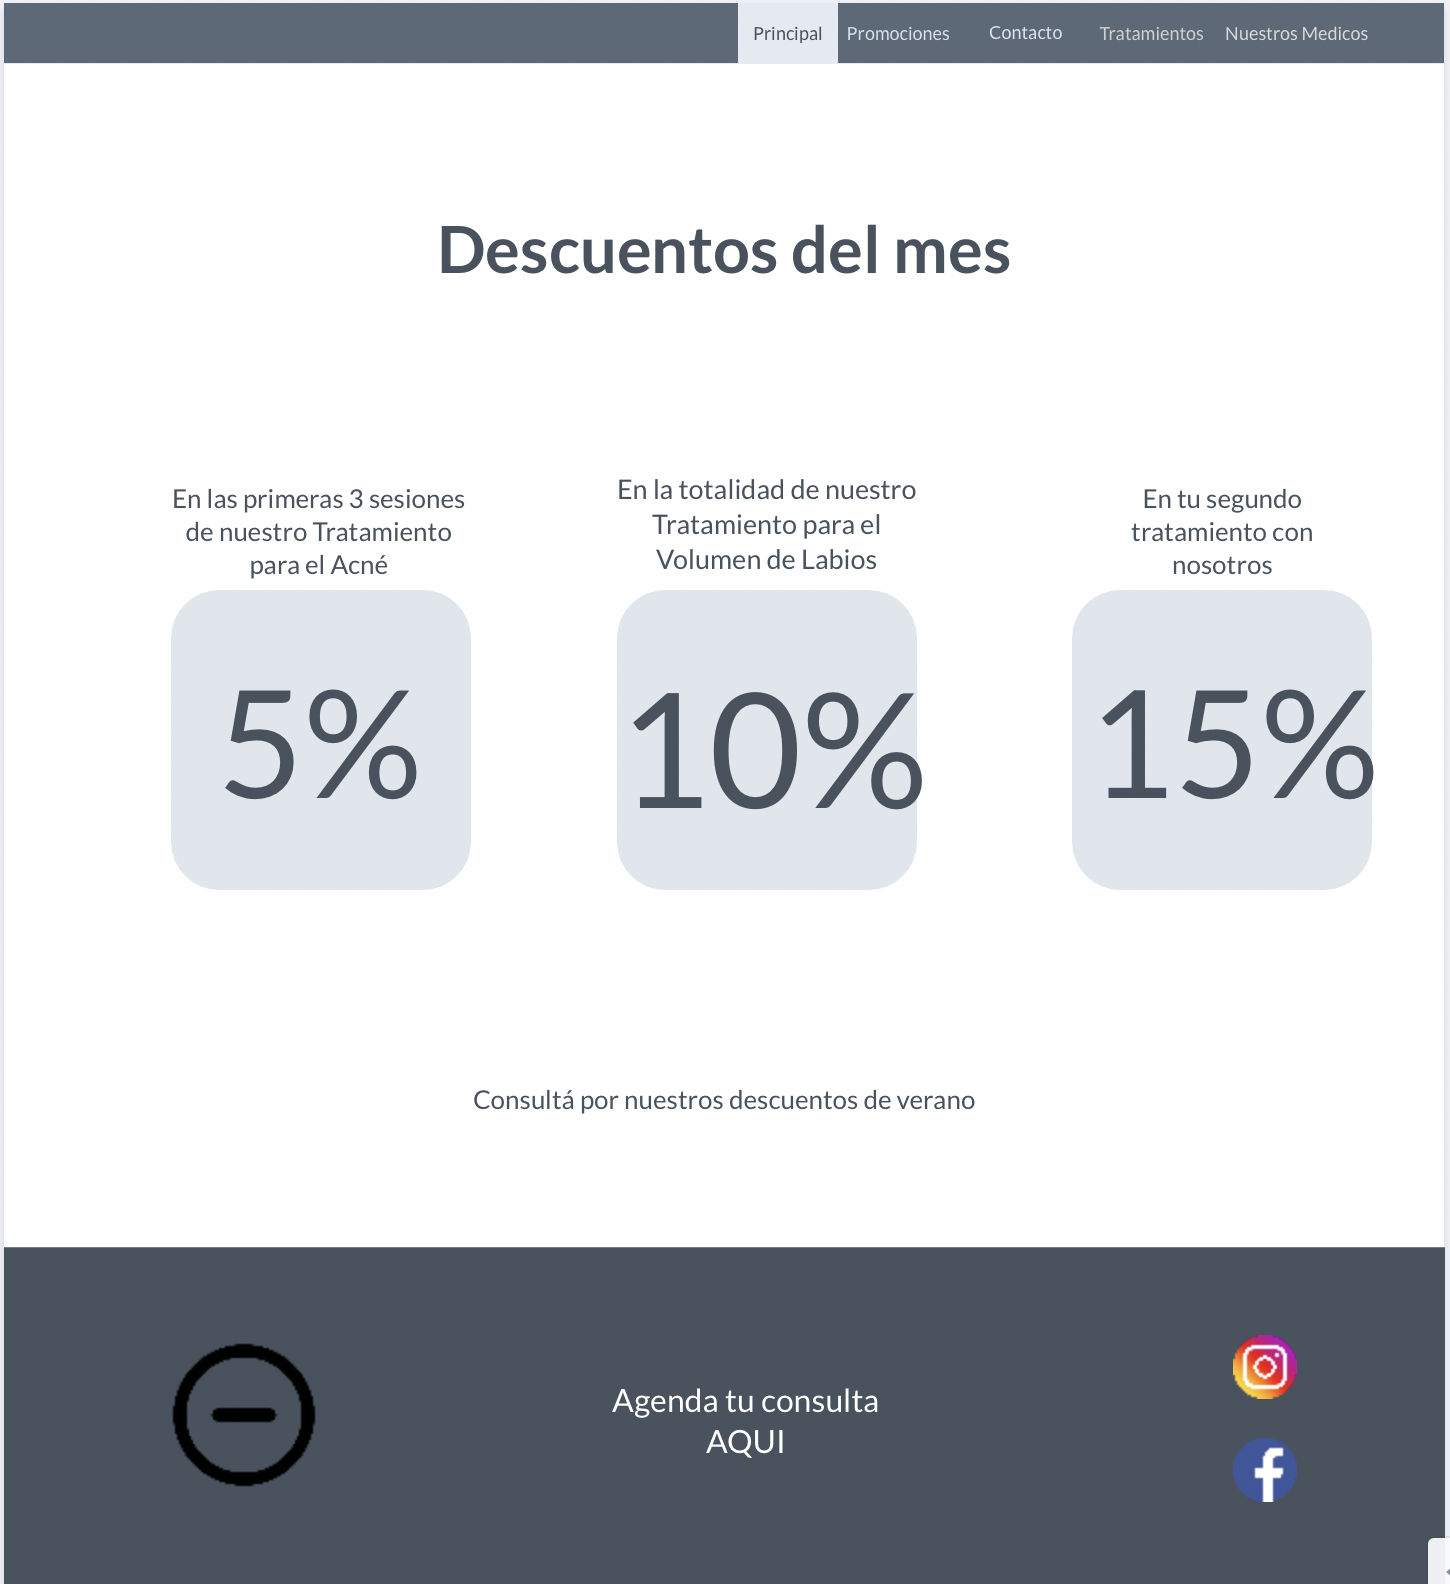 Principal Promociones Contacto Tratamientos Nuestros Medicos
Descuentos del mes
En las primeras 3 sesiones
de nuestro Tratamiento
para el Acné
5%
En la totalidad de nuestro
Tratamiento para el
Volumen de Labios
10%
En tu segundo
tratamiento con
nosotros
15%
Consultá por nuestros descuentos de verano
Agenda tu consulta
AQUI